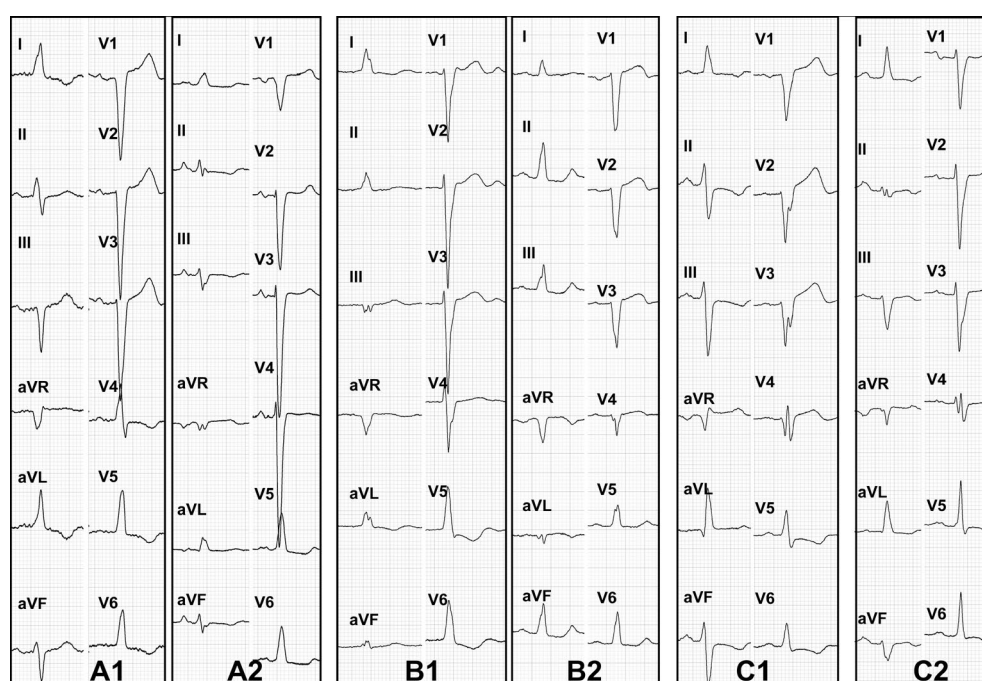 I V1
II V2
III V3
aVR V4
aVL V5
aVF V6
A1
I V1
II V2
III V3
aVR V4
aVL V5
aVF V6
A2
I V1
II V2
III V3
aVR V4
aVL V5
aVF V6
B1
I V1
II V2
III V3
aVR V4
aVL V5
aVF V6
B2
I V1
II V2
III V3
aVR V4
aVL V5
aVF V6
C1
I V1
II V2
III V3
aVR V4
aVL V5
aVF V6
C2